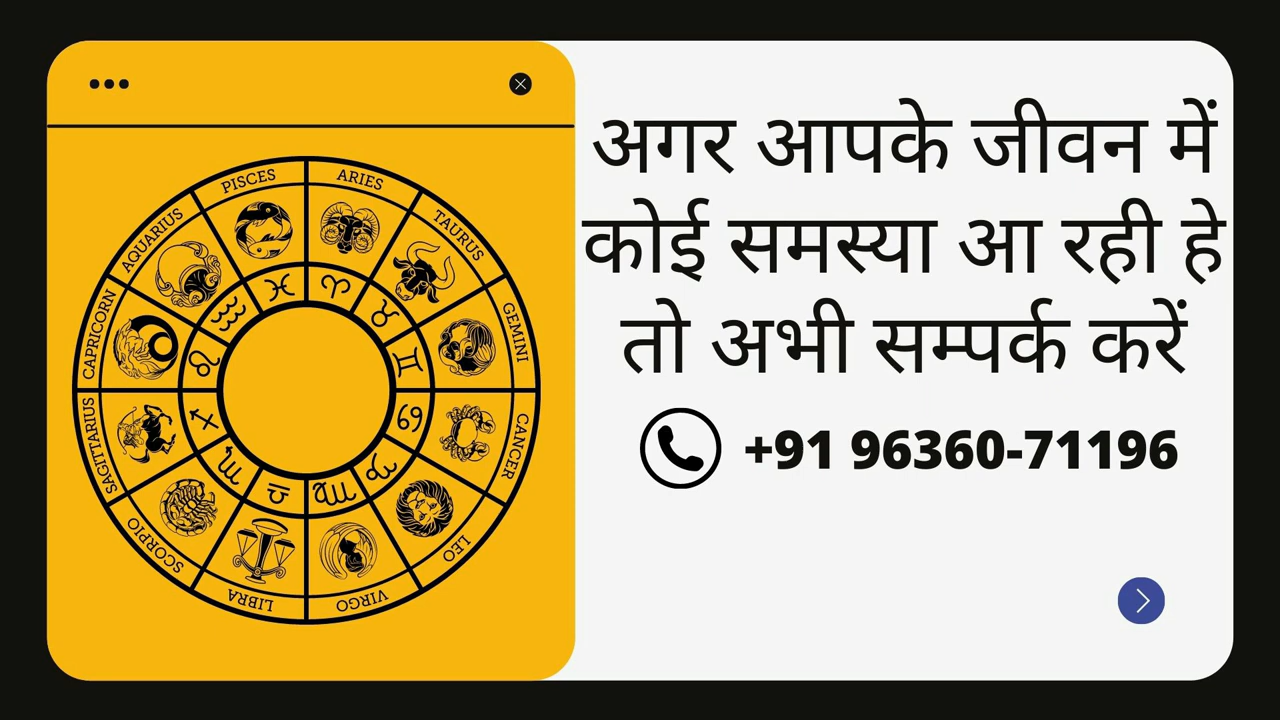 PISCES
ARIES
TAURUS
GEMINI
CANCER
LEO
VIRGO
LIBRA
SCORPIO
SAGITTARIUS
CAPRICORN
AQUARIUS
अगर आपके जीवन में
कोई समस्या आ रही हे
तो अभी सम्पर्क करें
+91 96360-71196